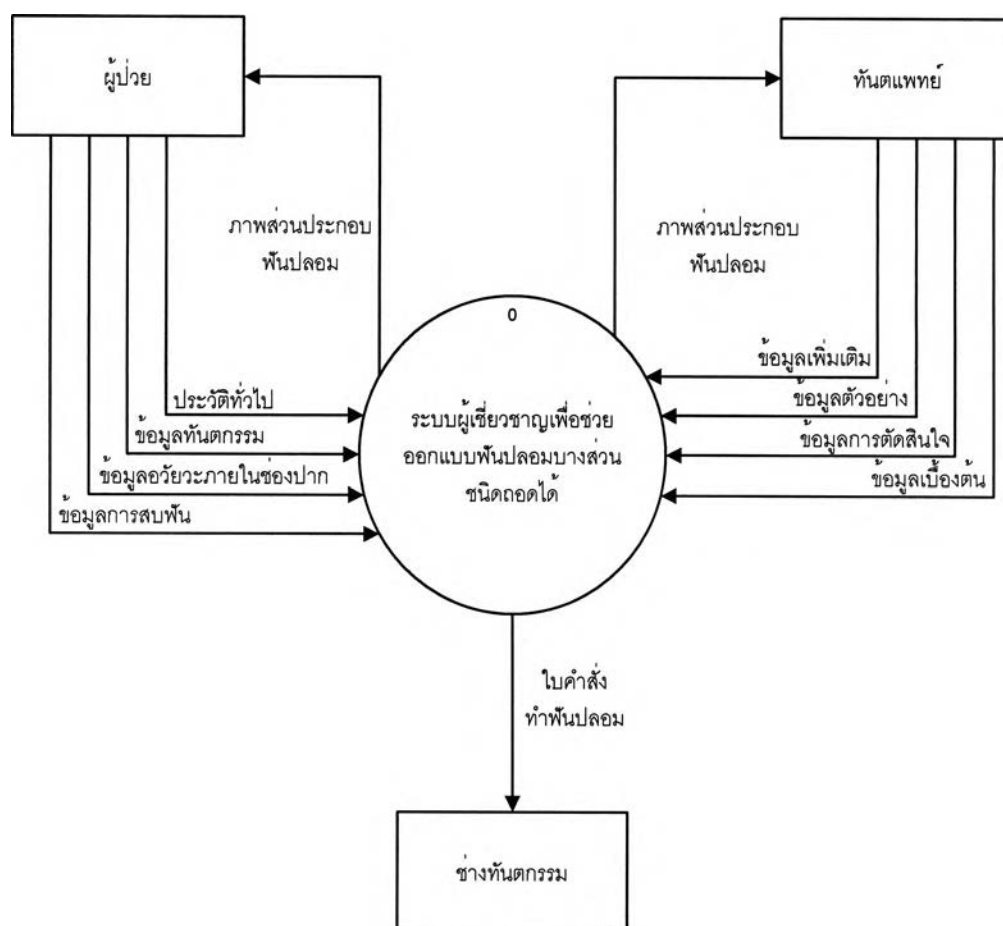 ผู้ป่วย
ทันตแพทย์
ภาพส่วนประกอบ
ฟันปลอม
ภาพส่วนประกอบ
ฟันปลอม
0
ระบบผู้เชี่ยวชาญเพื่อช่วย
ออกแบบฟันปลอมบางส่วน
ชนิดถอดได้
ประวัติทั่วไป
ข้อมูลทันตกรรม
ข้อมูลอวัยวะภายในช่องปาก
ข้อมูลการสบฟัน
ข้อมูลเพิ่มเติม
ข้อมูลตัวอย่าง
ข้อมูลการตัดสินใจ
ข้อมูลเบื้องต้น
ใบคำสั่ง
ทำฟันปลอม
ช่างทันตกรรม